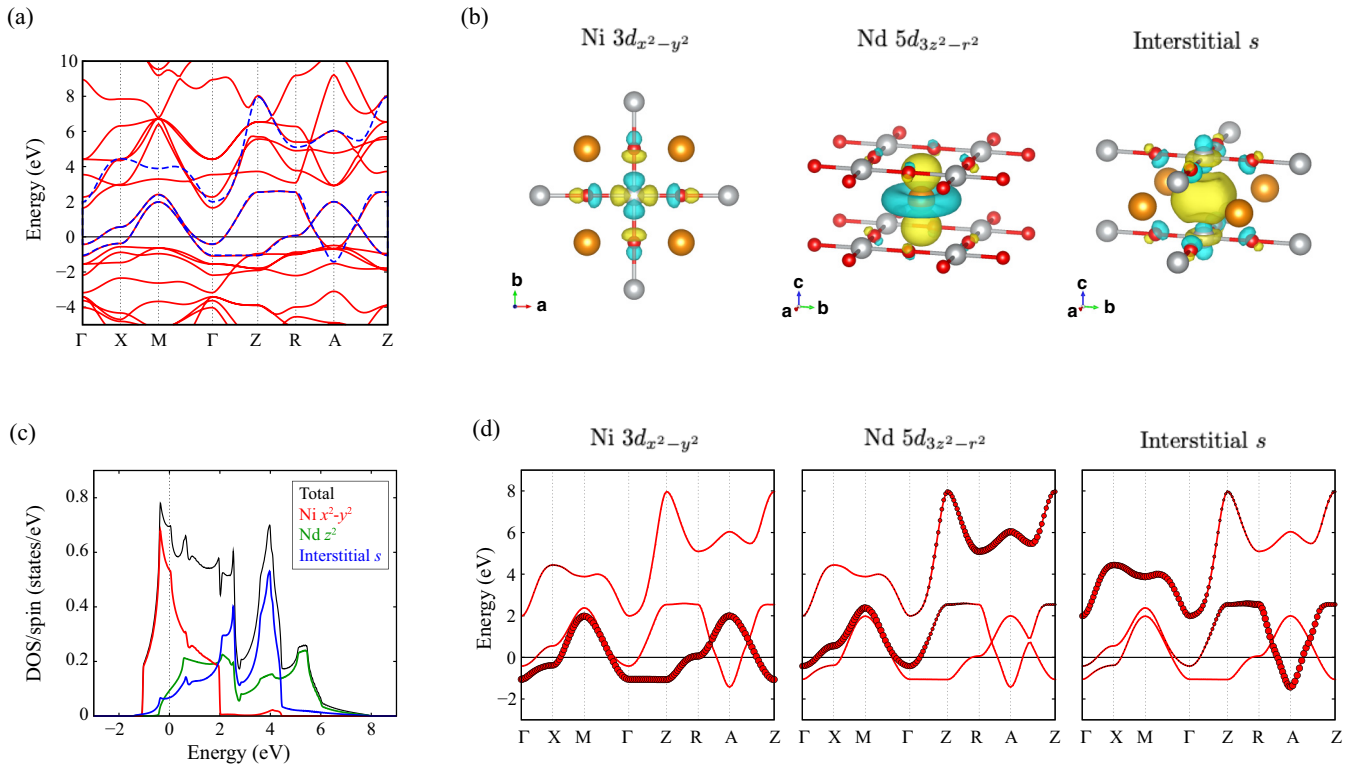 (a)
10
8
6
4
2
0
−2
−4
Energy (eV)
Γ X M Γ Z R A Z
(b)
Ni 3d_{x²−y²}
Nd 5d_{3z²−r²}
Interstitial s
b
a
c
a
b
c
a
b
(c)
0.8
0.6
0.4
0.2
0
DOS/spin (states/eV)
Total
Ni x²-y²
Nd z²
Interstitial s
−2 0 2 4 6 8
Energy (eV)
(d)
Ni 3d_{x²−y²}
Nd 5d_{3z²−r²}
Interstitial s
8
6
4
2
0
−2
Energy (eV)
Γ X M Γ Z R A Z
Γ X M Γ Z R A Z
Γ X M Γ Z R A Z